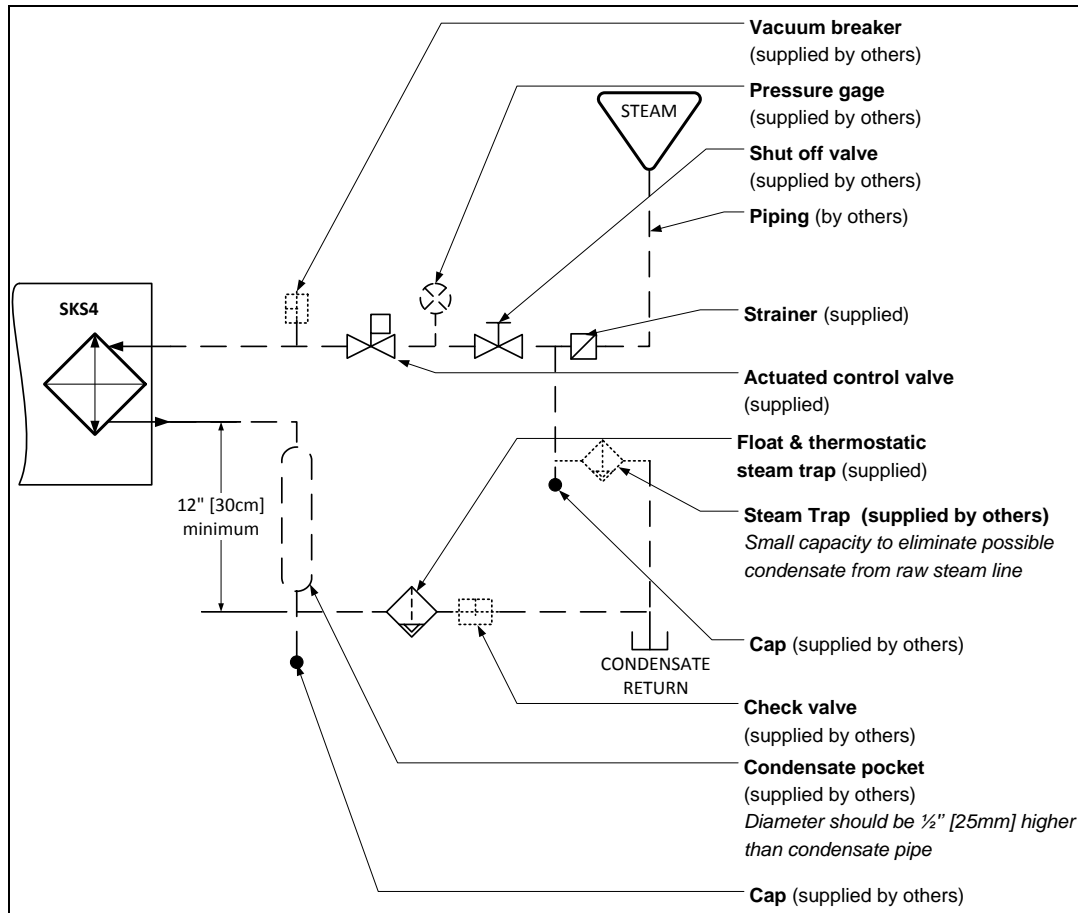 Vacuum breaker
(supplied by others)
Pressure gage
(supplied by others)
STEAM
Shut off valve
(supplied by others)
Piping (by others)
SKS4
Strainer (supplied)
Actuated control valve
(supplied)
Float & thermostatic
steam trap (supplied)
12" [30cm]
minimum
Steam Trap (supplied by others)
Small capacity to eliminate possible
condensate from raw steam line
Cap (supplied by others)
CONDENSATE
RETURN
Check valve
(supplied by others)
Condensate pocket
(supplied by others)
Diameter should be ½" [25mm] higher
than condensate pipe
Cap (supplied by others)